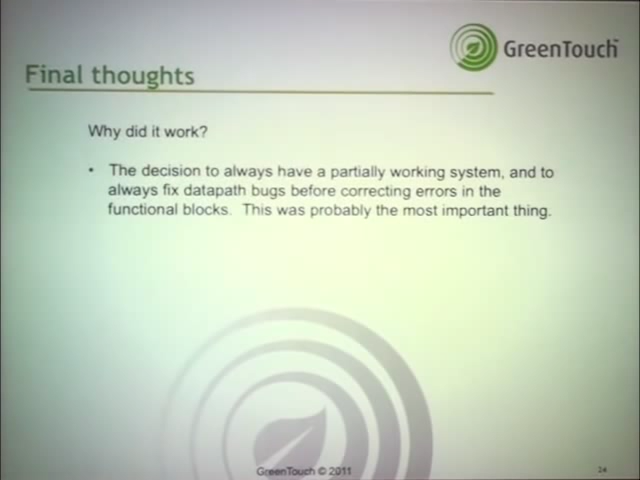 GreenTouch™
Final thoughts
Why did it work?
• The decision to always have a partially working system, and to
always fix datapath bugs before correcting errors in the
functional blocks. This was probably the most important thing.
GreenTouch © 2011
24